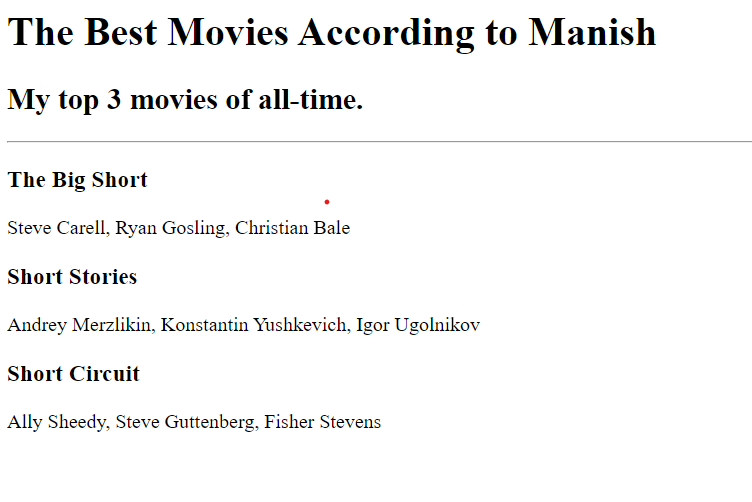 The Best Movies According to Manish
My top 3 movies of all-time.
The Big Short
Steve Carell, Ryan Gosling, Christian Bale
Short Stories
Andrey Merzlikin, Konstantin Yushkevich, Igor Ugolnikov
Short Circuit
Ally Sheedy, Steve Guttenberg, Fisher Stevens